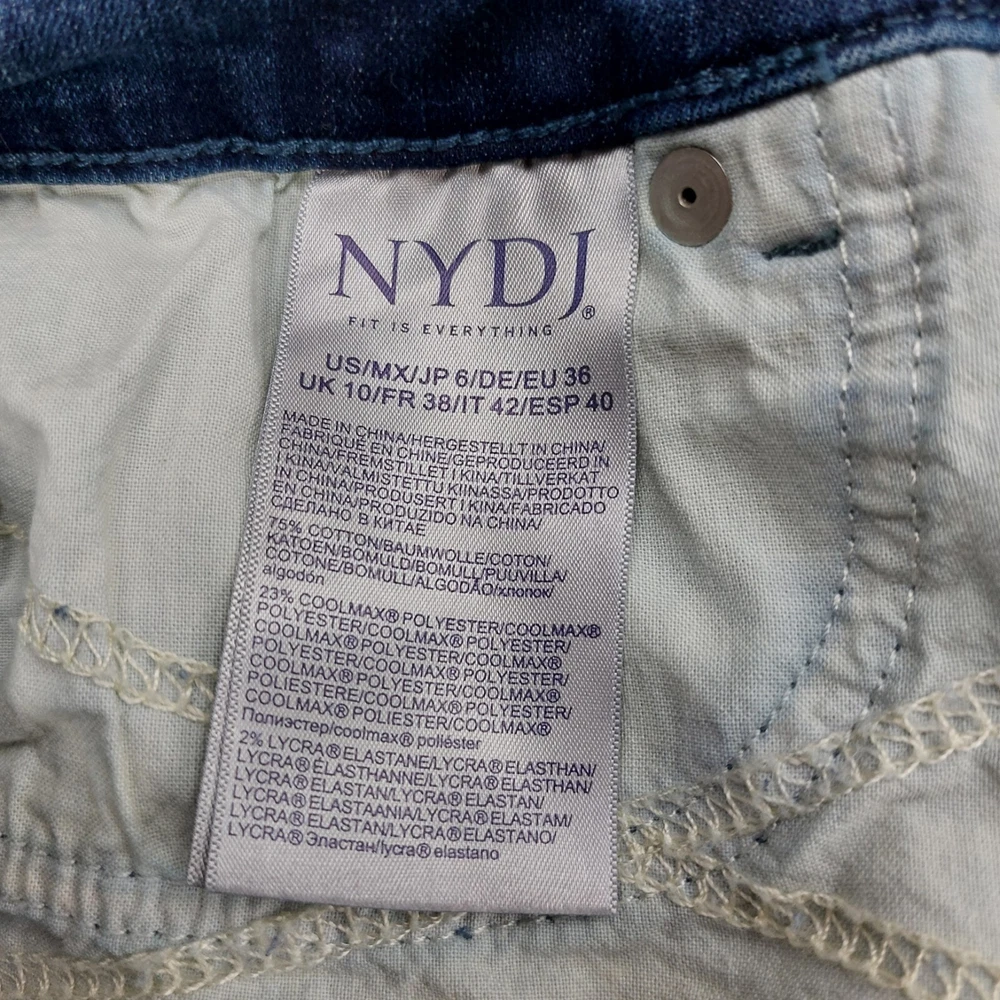 NYDJ®
FIT IS EVERYTHING
US/MX/JP 6/DE/EU 36
UK 10/FR 38/IT 42/ESP 40
MADE IN CHINA/HERGESTELLT IN CHINA/
FABRIQUÉ EN CHINE/GEPRODUCEERD IN
CHINA/FREMSTILLET I KINA/TILLVERKAT
I KINA/VALMISTETTU KIINASSA/PRODOTTO
IN CHINA/PRODUSERT I KINA/FABRICADO
EN CHINA/PRODUZIDO NA CHINA/
СДЕЛАНО В КИТАЕ
75% COTTON/BAUMWOLLE/COTON/
KATOEN/BOMULD/BOMULL/PUUVILLA/
COTONE/BOMULL/ALGODÃO/хлопок/
algodón
23% COOLMAX® POLYESTER/COOLMAX®
POLYESTER/COOLMAX® POLYESTER/
COOLMAX® POLYESTER/COOLMAX®
POLYESTER/COOLMAX® POLYESTER/
COOLMAX® POLYESTER/COOLMAX®
POLIESTERE/COOLMAX® POLYESTER/
COOLMAX® POLIESTER/COOLMAX®
Полиэстер/coolmax® poliéster
2% LYCRA® ELASTANE/LYCRA® ELASTHAN/
LYCRA® ÉLASTHANNE/LYCRA® ELASTHAN/
LYCRA® ELASTAN/LYCRA® ELASTAN/
LYCRA® ELASTAANIA/LYCRA® ELASTAM/
LYCRA® ELASTAN/LYCRA® ELASTANO/
LYCRA® Эластан/lycra® elastano